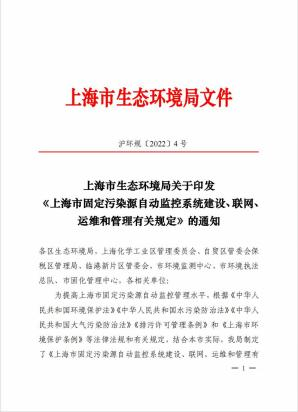 上海市生态环境局文件
沪环规〔2022〕4号
上海市生态环境局关于印发
《上海市固定污染源自动监控系统建设、联网、
运维和管理有关规定》的通知
各区生态环境局，上海化学工业区管理委员会、自贸区管委会保
税区管理局、临港新片区管委会，市环境监测中心、市环境执法
总队、市固化管理中心，各相关单位：
为提高上海市固定污染源自动监控管理水平，根据《中华人
民共和国环境保护法》《中华人民共和国水污染防治法》《中华人
民共和国大气污染防治法》《排污许可管理条例》和《上海市环
境保护条例》等法律法规和有关规定，结合本市实际，我局制定
了《上海市固定污染源自动监控系统建设、联网、运维和管理有
— 1 —